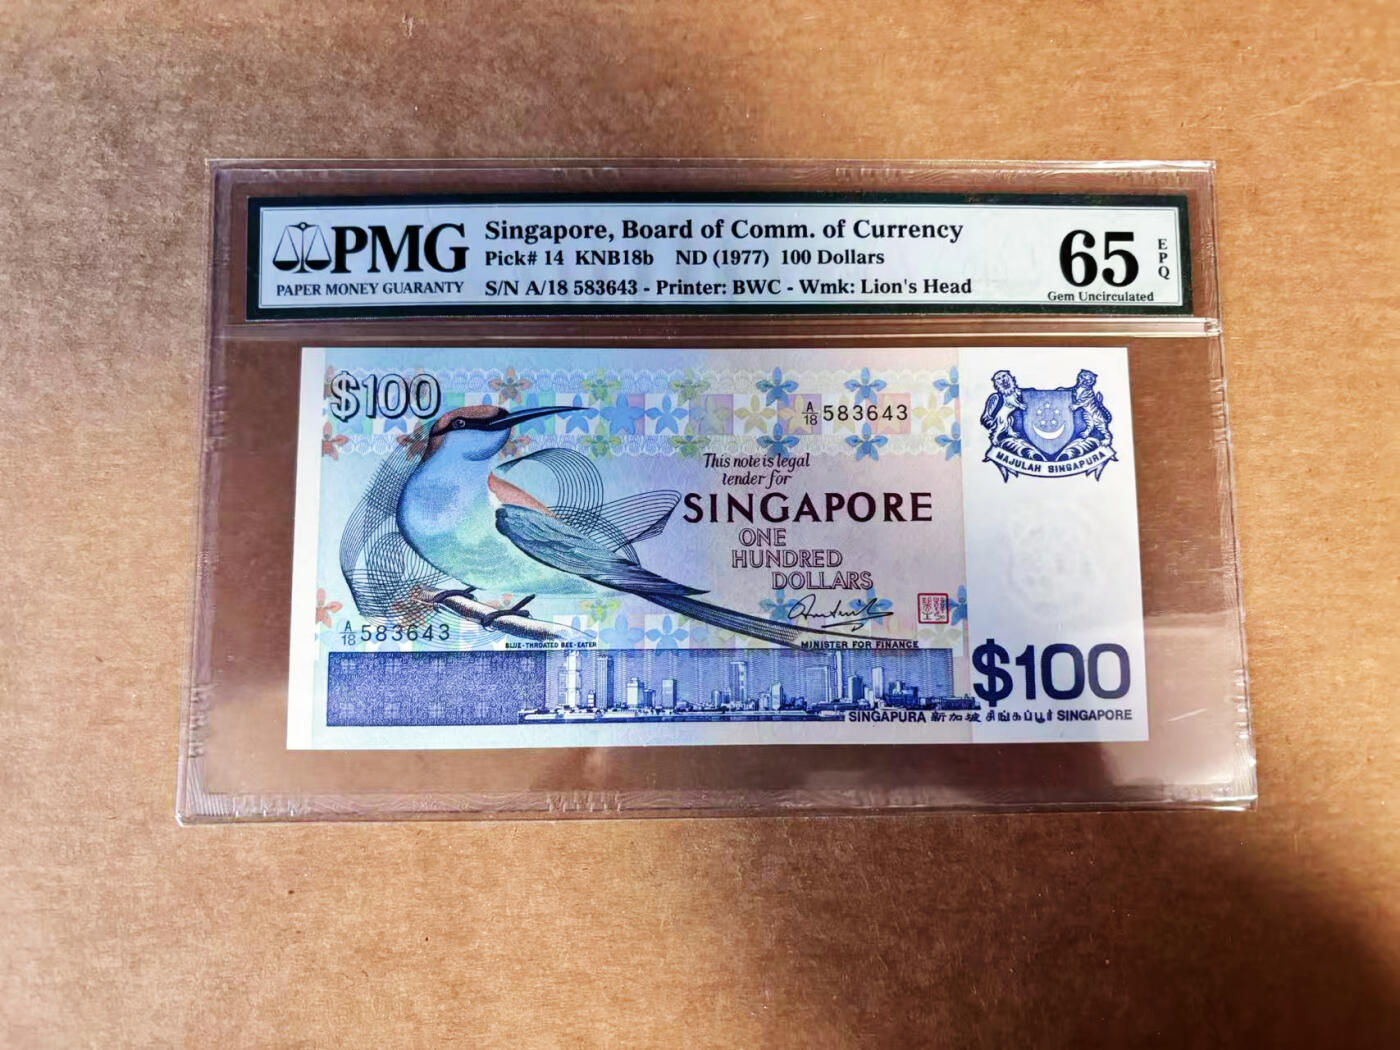 PMG
PAPER MONEY GUARANTY
Singapore, Board of Comm. of Currency
Pick# 14 KNB18b ND (1977) 100 Dollars
S/N A/18 583643 - Printer: BWC - Wmk: Lion's Head
65
EPQ
Gem Uncirculated
$100
A/18 583643
MAJULAH SINGAPURA
This note is legal
tender for
SINGAPORE
ONE
HUNDRED
DOLLARS
A/18 583643
BLUE-THROATED BEE-EATER
MINISTER FOR FINANCE
$100
SINGAPURA 新加坡 சிங்கப்பூர் SINGAPORE